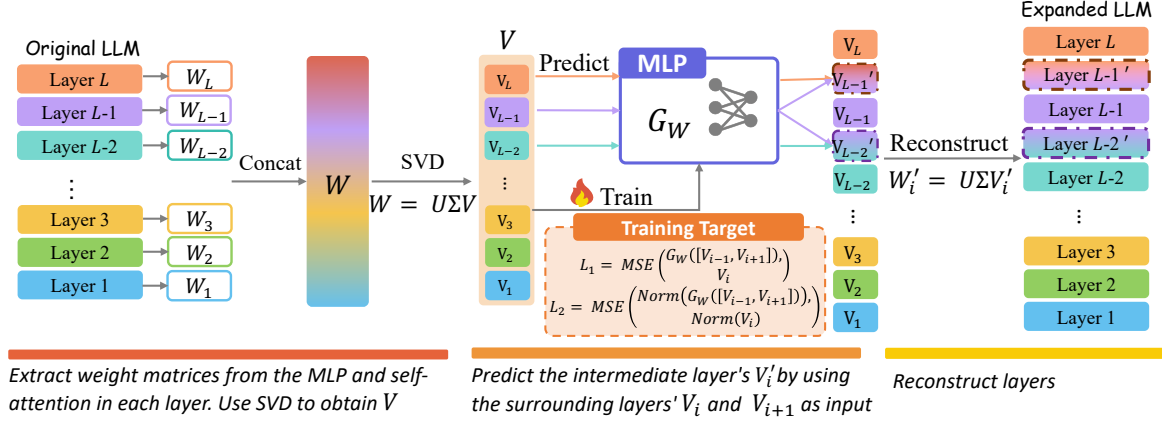 Original LLM
Layer L
Layer L-1
Layer L-2
⋮
Layer 3
Layer 2
Layer 1
W_L
W_{L-1}
W_{L-2}
W_3
W_2
W_1
Concat
W
SVD
W = UΣV
V
V_L
V_{L-1}
V_{L-2}
⋮
V_3
V_2
V_1
Predict
MLP
G_W
Train
Training Target
L_1 = MSE(G_W([V_{i-1}, V_{i+1}]),
V_i)
L_2 = MSE(Norm(G_W([V_{i-1}, V_{i+1}])),
Norm(V_i))
V_L
V_{L-1}'
V_{L-1}
V_{L-2}'
V_{L-2}
⋮
V_3
V_2
V_1
Reconstruct
W_i' = UΣV_i'
Expanded LLM
Layer L
Layer L-1'
Layer L-1
Layer L-2'
Layer L-2
⋮
Layer 3
Layer 2
Layer 1
Extract weight matrices from the MLP and self-
attention in each layer. Use SVD to obtain V
Predict the intermediate layer's V_i' by using
the surrounding layers' V_i and V_{i+1} as input
Reconstruct layers